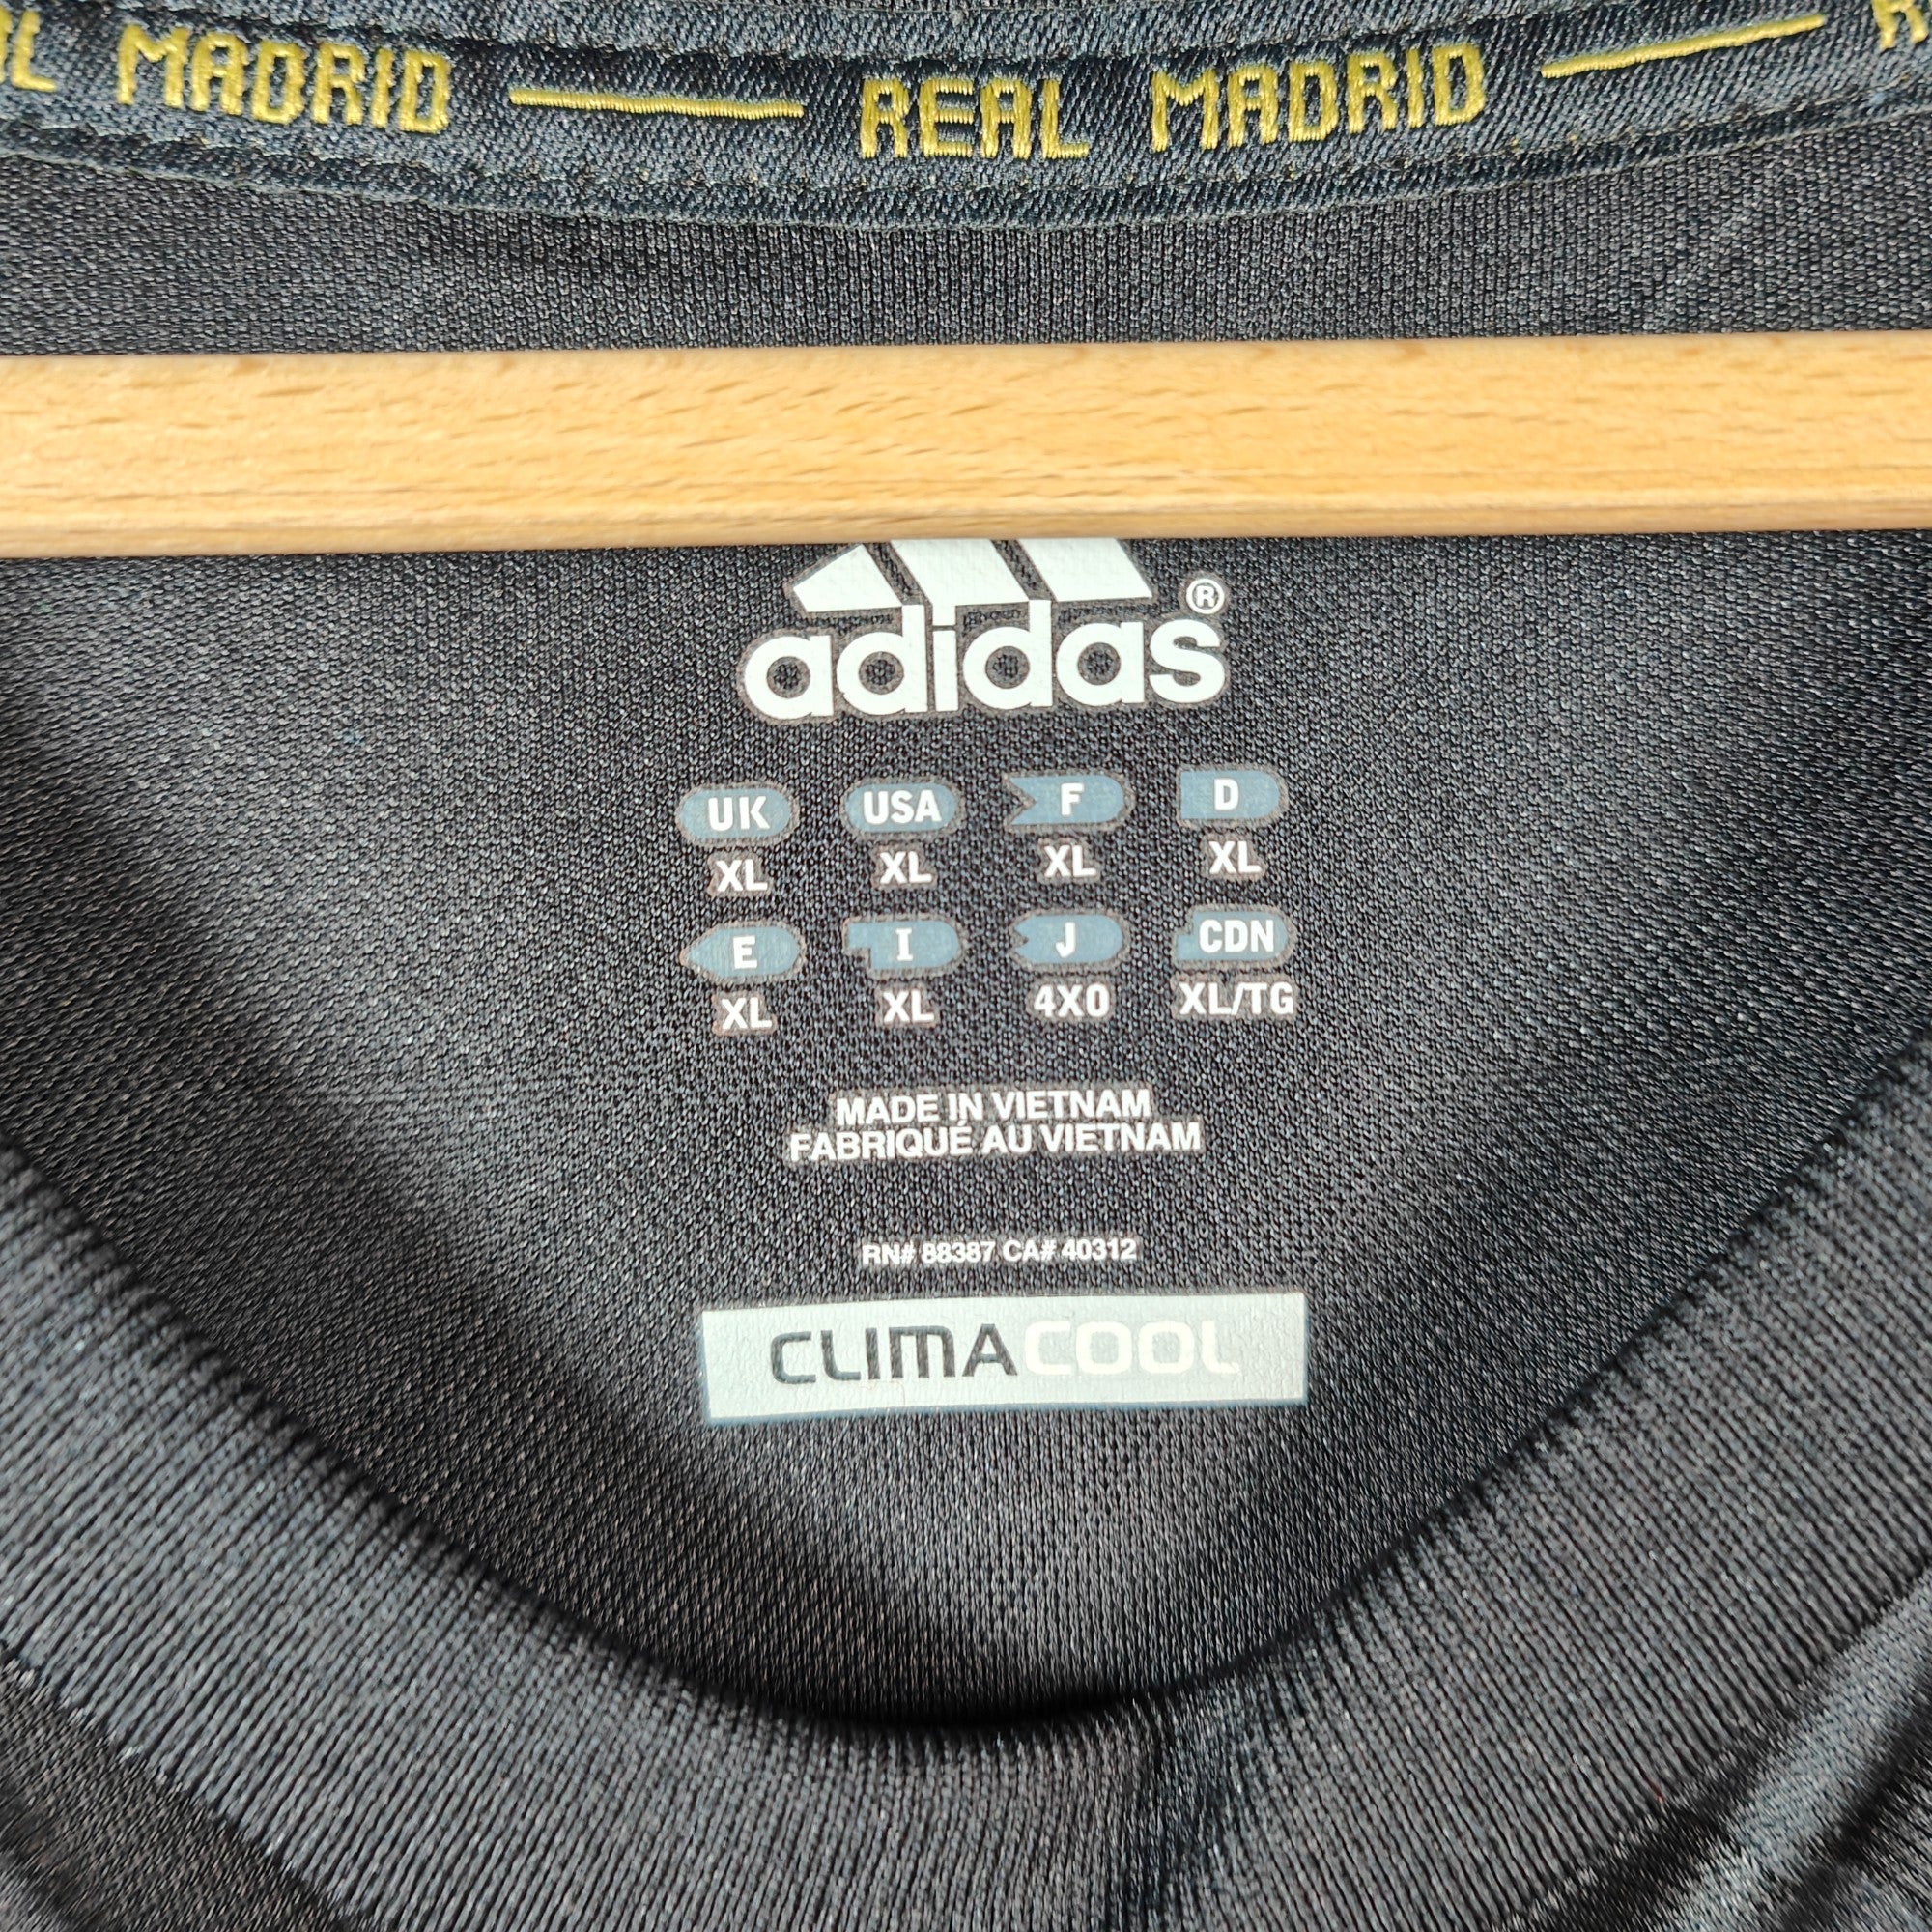 REAL MADRID — REAL MADRID — R
adidas®
UK USA F D
XL XL XL XL
E I J CDN
XL XL 4XO XL/TG
MADE IN VIETNAM
FABRIQUÉ AU VIETNAM
RN# 88387 CA# 40312
CLIMACOOL